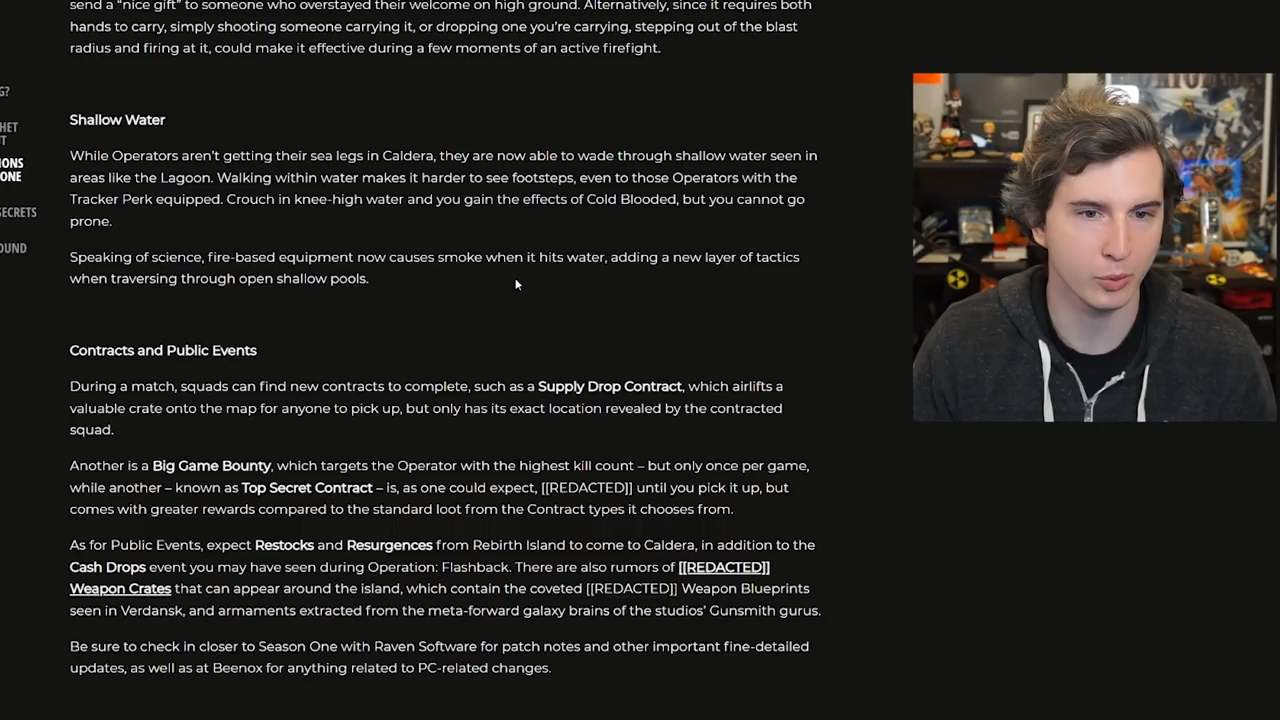 send a “nice gift” to someone who overstayed their welcome on high ground. Alternatively, since it requires both
hands to carry, simply shooting someone carrying it, or dropping one you’re carrying, stepping out of the blast
radius and firing at it, could make it effective during a few moments of an active firefight.
G?
HET
T
IONS
ONE
SECRETS
OUND
Shallow Water
While Operators aren’t getting their sea legs in Caldera, they are now able to wade through shallow water seen in
areas like the Lagoon. Walking within water makes it harder to see footsteps, even to those Operators with the
Tracker Perk equipped. Crouch in knee-high water and you gain the effects of Cold Blooded, but you cannot go
prone.
Speaking of science, fire-based equipment now causes smoke when it hits water, adding a new layer of tactics
when traversing through open shallow pools.
Contracts and Public Events
During a match, squads can find new contracts to complete, such as a Supply Drop Contract, which airlifts a
valuable crate onto the map for anyone to pick up, but only has its exact location revealed by the contracted
squad.
Another is a Big Game Bounty, which targets the Operator with the highest kill count – but only once per game,
while another – known as Top Secret Contract – is, as one could expect, [[REDACTED]] until you pick it up, but
comes with greater rewards compared to the standard loot from the Contract types it chooses from.
As for Public Events, expect Restocks and Resurgences from Rebirth Island to come to Caldera, in addition to the
Cash Drops event you may have seen during Operation: Flashback. There are also rumors of [[REDACTED]]
Weapon Crates that can appear around the island, which contain the coveted [[REDACTED]] Weapon Blueprints
seen in Verdansk, and armaments extracted from the meta-forward galaxy brains of the studios’ Gunsmith gurus.
Be sure to check in closer to Season One with Raven Software for patch notes and other important fine-detailed
updates, as well as at Beenox for anything related to PC-related changes.